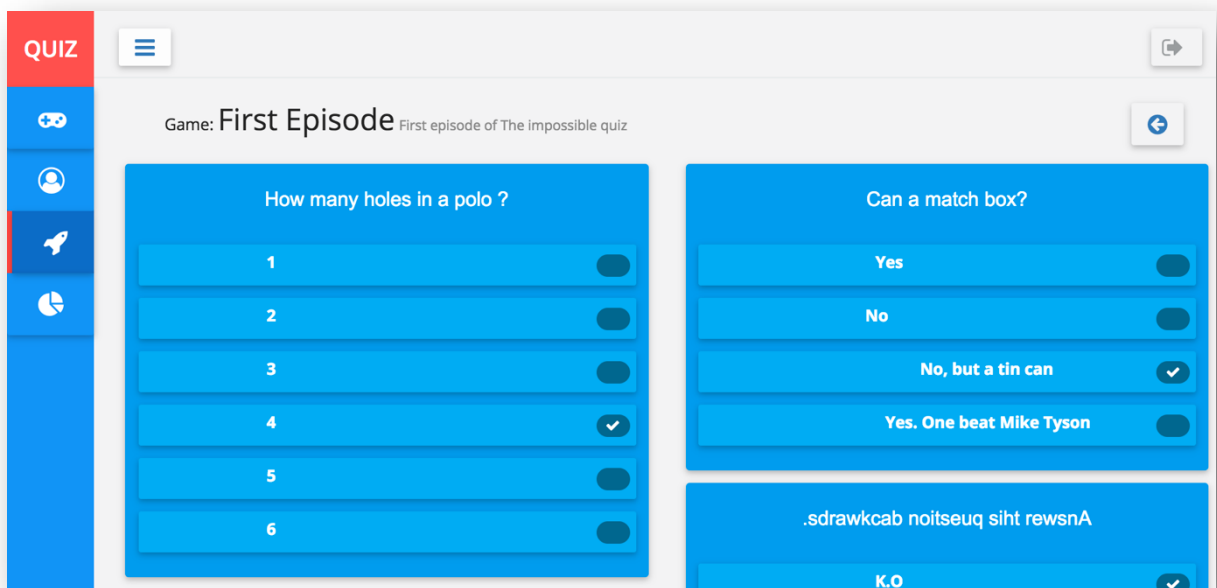 QUIZ
Game: First Episode First episode of The impossible quiz
How many holes in a polo ?
1
2
3
4
5
6
Can a match box?
Yes
No
No, but a tin can
Yes. One beat Mike Tyson
.sdrawkcab noitseuq siht rewsnA
K.O